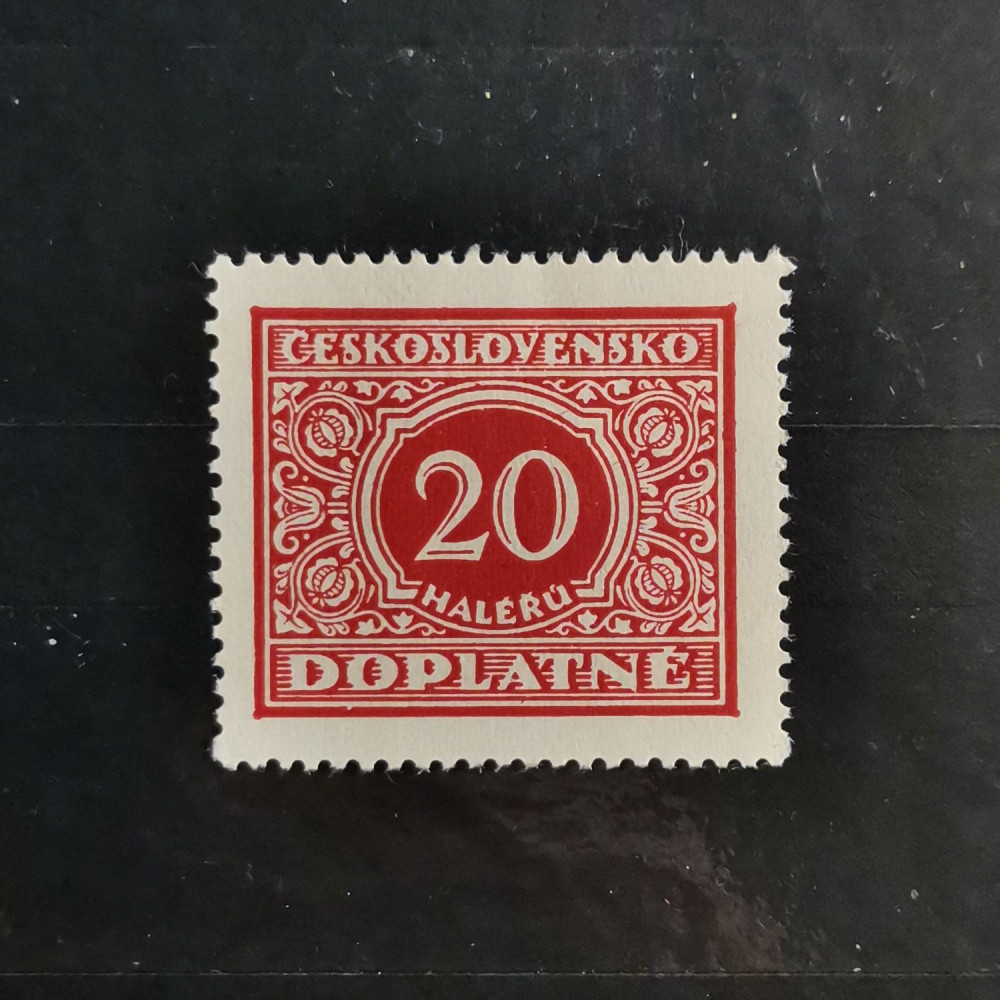 ČESKOSLOVENSKO
20
HALÉŘŮ
DOPLATNÉ